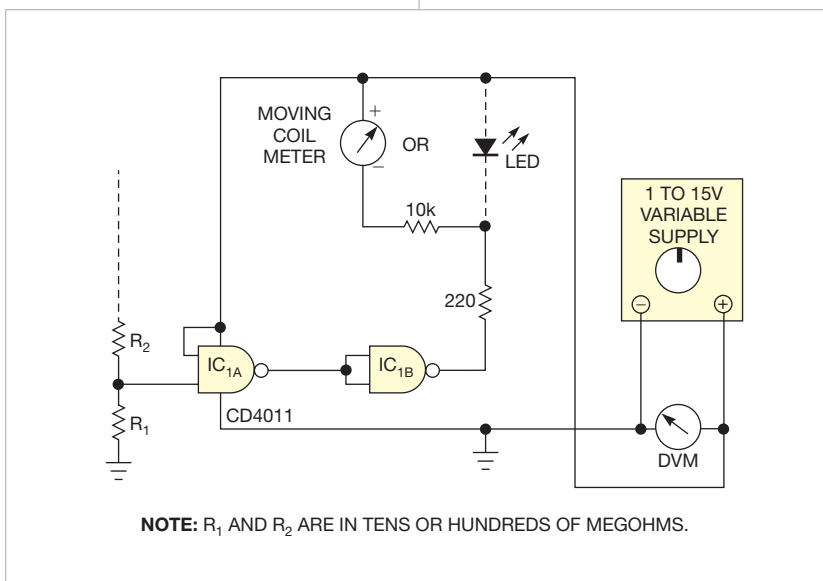 MOVING
COIL
METER
+
−
OR
LED
10k
220
1 TO 15V
VARIABLE
SUPPLY
−
+
R2
R1
IC1A
IC1B
CD4011
DVM
NOTE: R1 AND R2 ARE IN TENS OR HUNDREDS OF MEGOHMS.